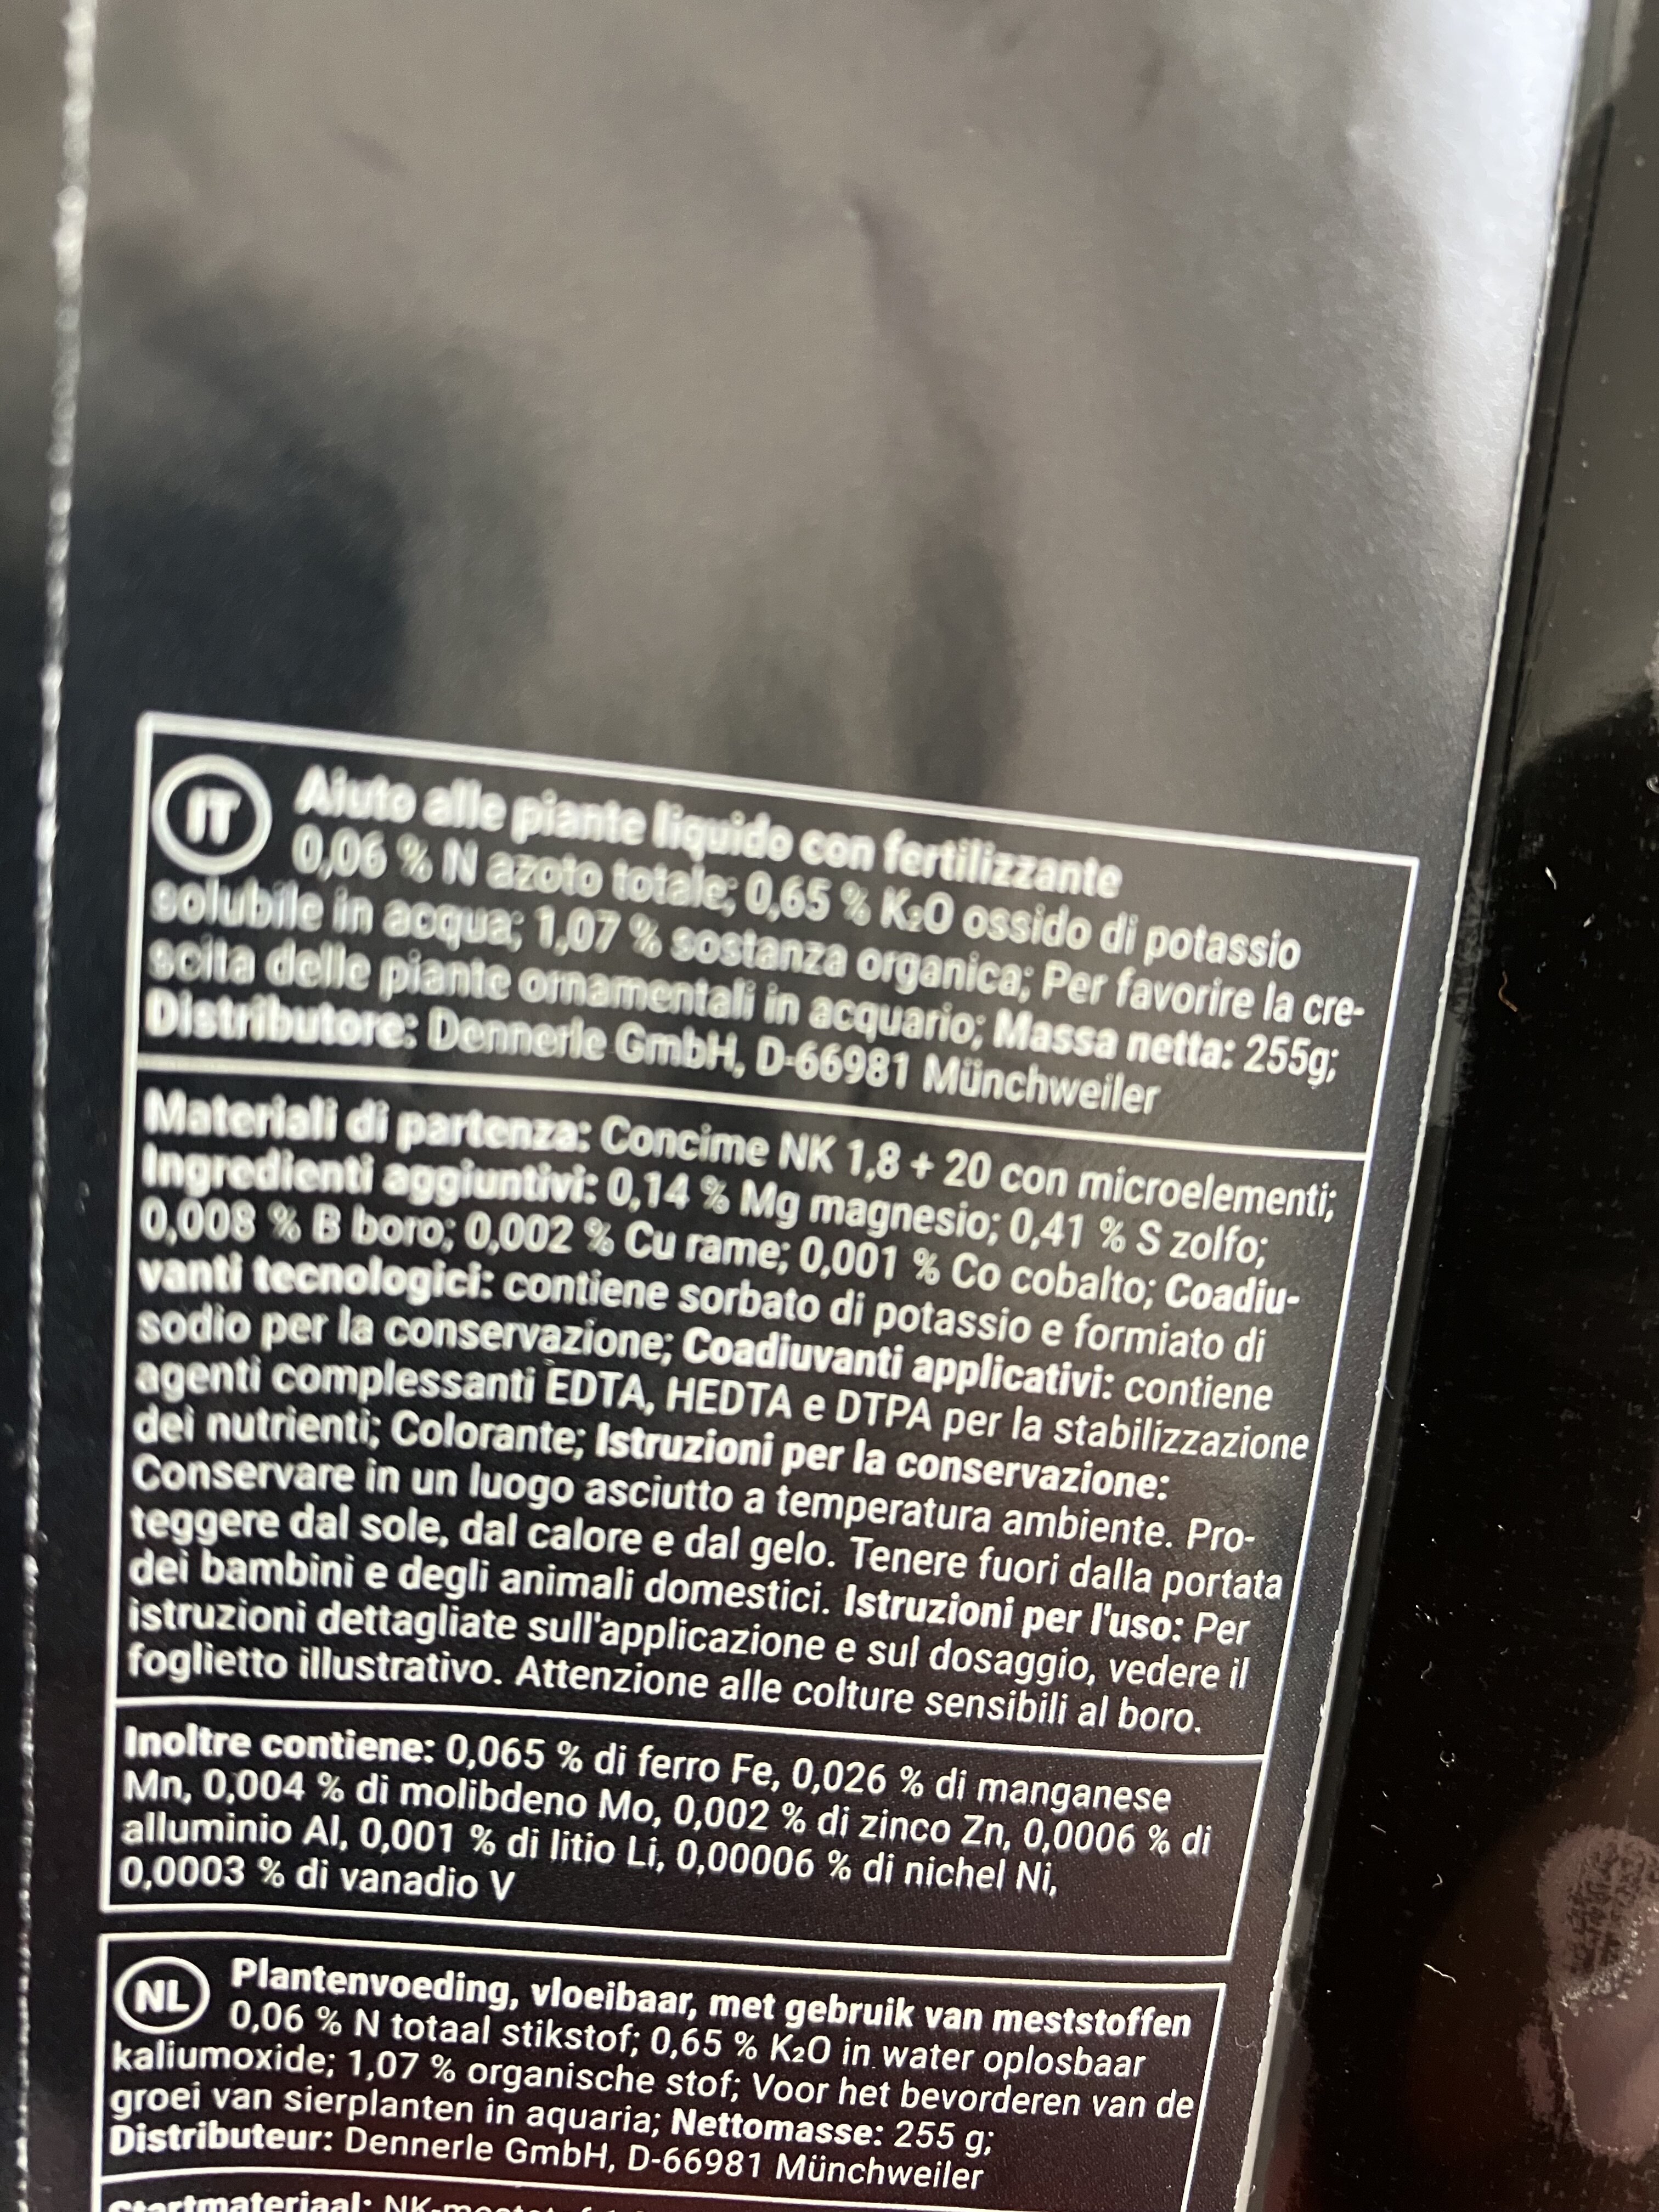 IT Aiuto alle piante liquido con fertilizzante
0,06 % N azoto totale; 0,65 % K₂O ossido di potassio
solubile in acqua; 1,07 % sostanza organica; Per favorire la cre-
scita delle piante ornamentali in acquario; Massa netta: 255g;
Distributore: Dennerle GmbH, D-66981 Münchweiler
Materiali di partenza: Concime NK 1,8 + 20 con microelementi;
Ingredienti aggiuntivi: 0,14 % Mg magnesio; 0,41 % S zolfo;
0,008 % B boro; 0,002 % Cu rame; 0,001 % Co cobalto; Coadiu-
vanti tecnologici: contiene sorbato di potassio e formiato di
sodio per la conservazione; Coadiuvanti applicativi: contiene
agenti complessanti EDTA, HEDTA e DTPA per la stabilizzazione
dei nutrienti; Colorante; Istruzioni per la conservazione:
Conservare in un luogo asciutto a temperatura ambiente. Pro-
teggere dal sole, dal calore e dal gelo. Tenere fuori dalla portata
dei bambini e degli animali domestici. Istruzioni per l'uso: Per
istruzioni dettagliate sull'applicazione e sul dosaggio, vedere il
foglietto illustrativo. Attenzione alle colture sensibili al boro.
Inoltre contiene: 0,065 % di ferro Fe, 0,026 % di manganese
Mn, 0,004 % di molibdeno Mo, 0,002 % di zinco Zn, 0,0006 % di
alluminio Al, 0,001 % di litio Li, 0,00006 % di nichel Ni,
0,0003 % di vanadio V
NL Plantenvoeding, vloeibaar, met gebruik van meststoffen
0,06 % N totaal stikstof; 0,65 % K₂O in water oplosbaar
kaliumoxide; 1,07 % organische stof; Voor het bevorderen van de
groei van sierplanten in aquaria; Nettomasse: 255 g;
Distributeur: Dennerle GmbH, D-66981 Münchweiler
Startmateriaal: